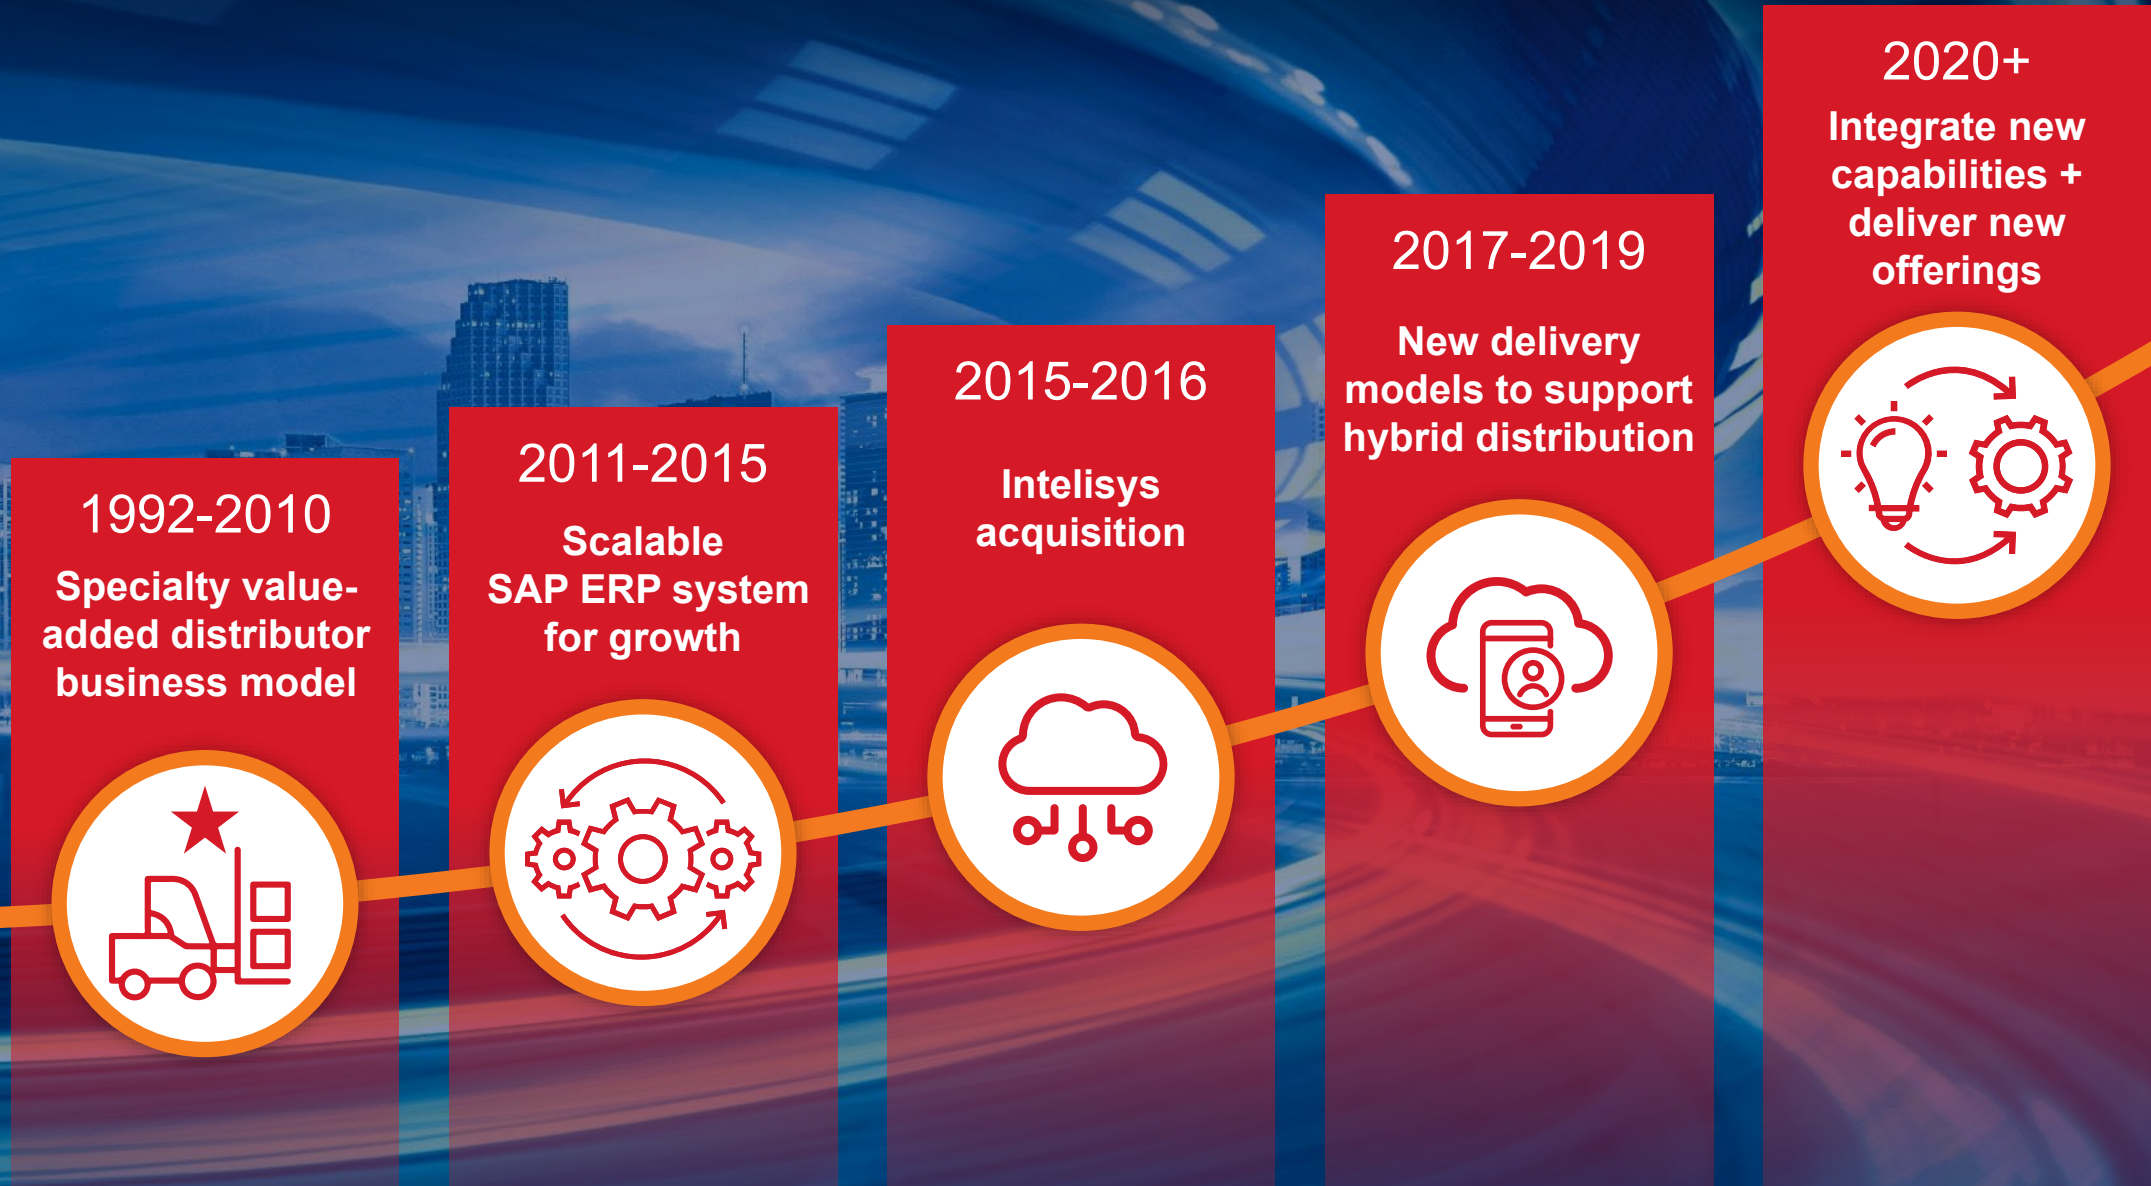 1992-2010
Specialty value-
added distributor
business model
2011-2015
Scalable
SAP ERP system
for growth
2015-2016
Intelisys
acquisition
2017-2019
New delivery
models to support
hybrid distribution
2020+
Integrate new
capabilities +
deliver new
offerings